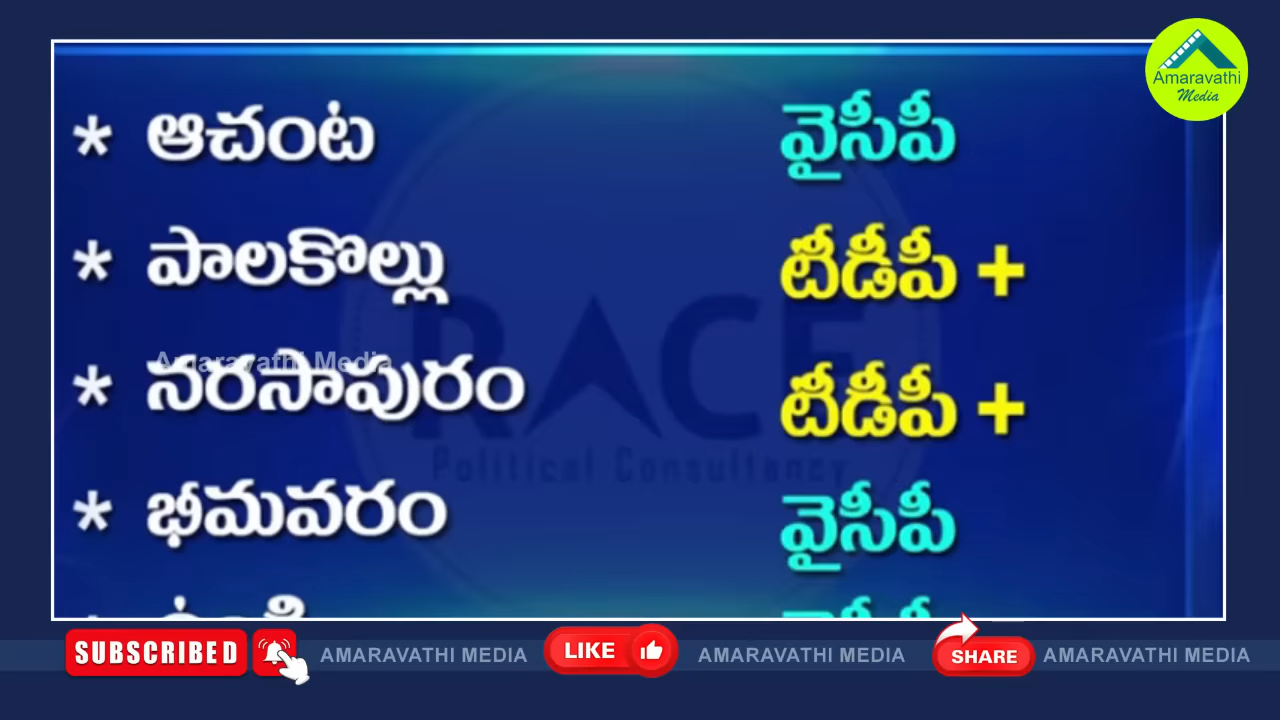 Amaravathi
Media
* ఆచంట వైసీపీ
* పాలకొల్లు టీడీపీ +
Amaravathi Media
* నరసాపురం టీడీపీ +
RACE
Political Consultancy
* భీమవరం వైసీపీ
SUBSCRIBED AMARAVATHI MEDIA LIKE AMARAVATHI MEDIA SHARE AMARAVATHI MEDIA